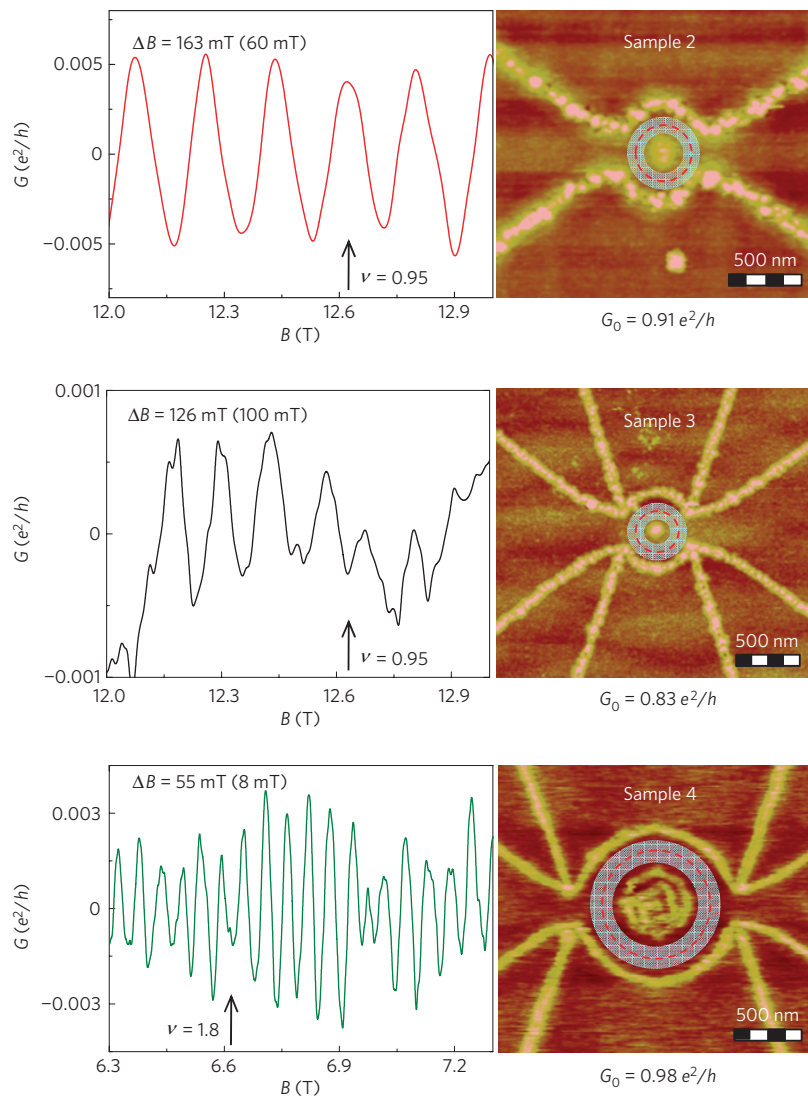 ΔB = 163 mT (60 mT)
Sample 2
0.005
0
−0.005
G (e²/h)
ν = 0.95
12.0 12.3 12.6 12.9
B (T)
500 nm
G₀ = 0.91 e²/h
ΔB = 126 mT (100 mT)
Sample 3
0.001
0
−0.001
G (e²/h)
ν = 0.95
12.0 12.3 12.6 12.9
B (T)
500 nm
G₀ = 0.83 e²/h
ΔB = 55 mT (8 mT)
Sample 4
0.003
0
−0.003
G (e²/h)
ν = 1.8
6.3 6.6 6.9 7.2
B (T)
500 nm
G₀ = 0.98 e²/h